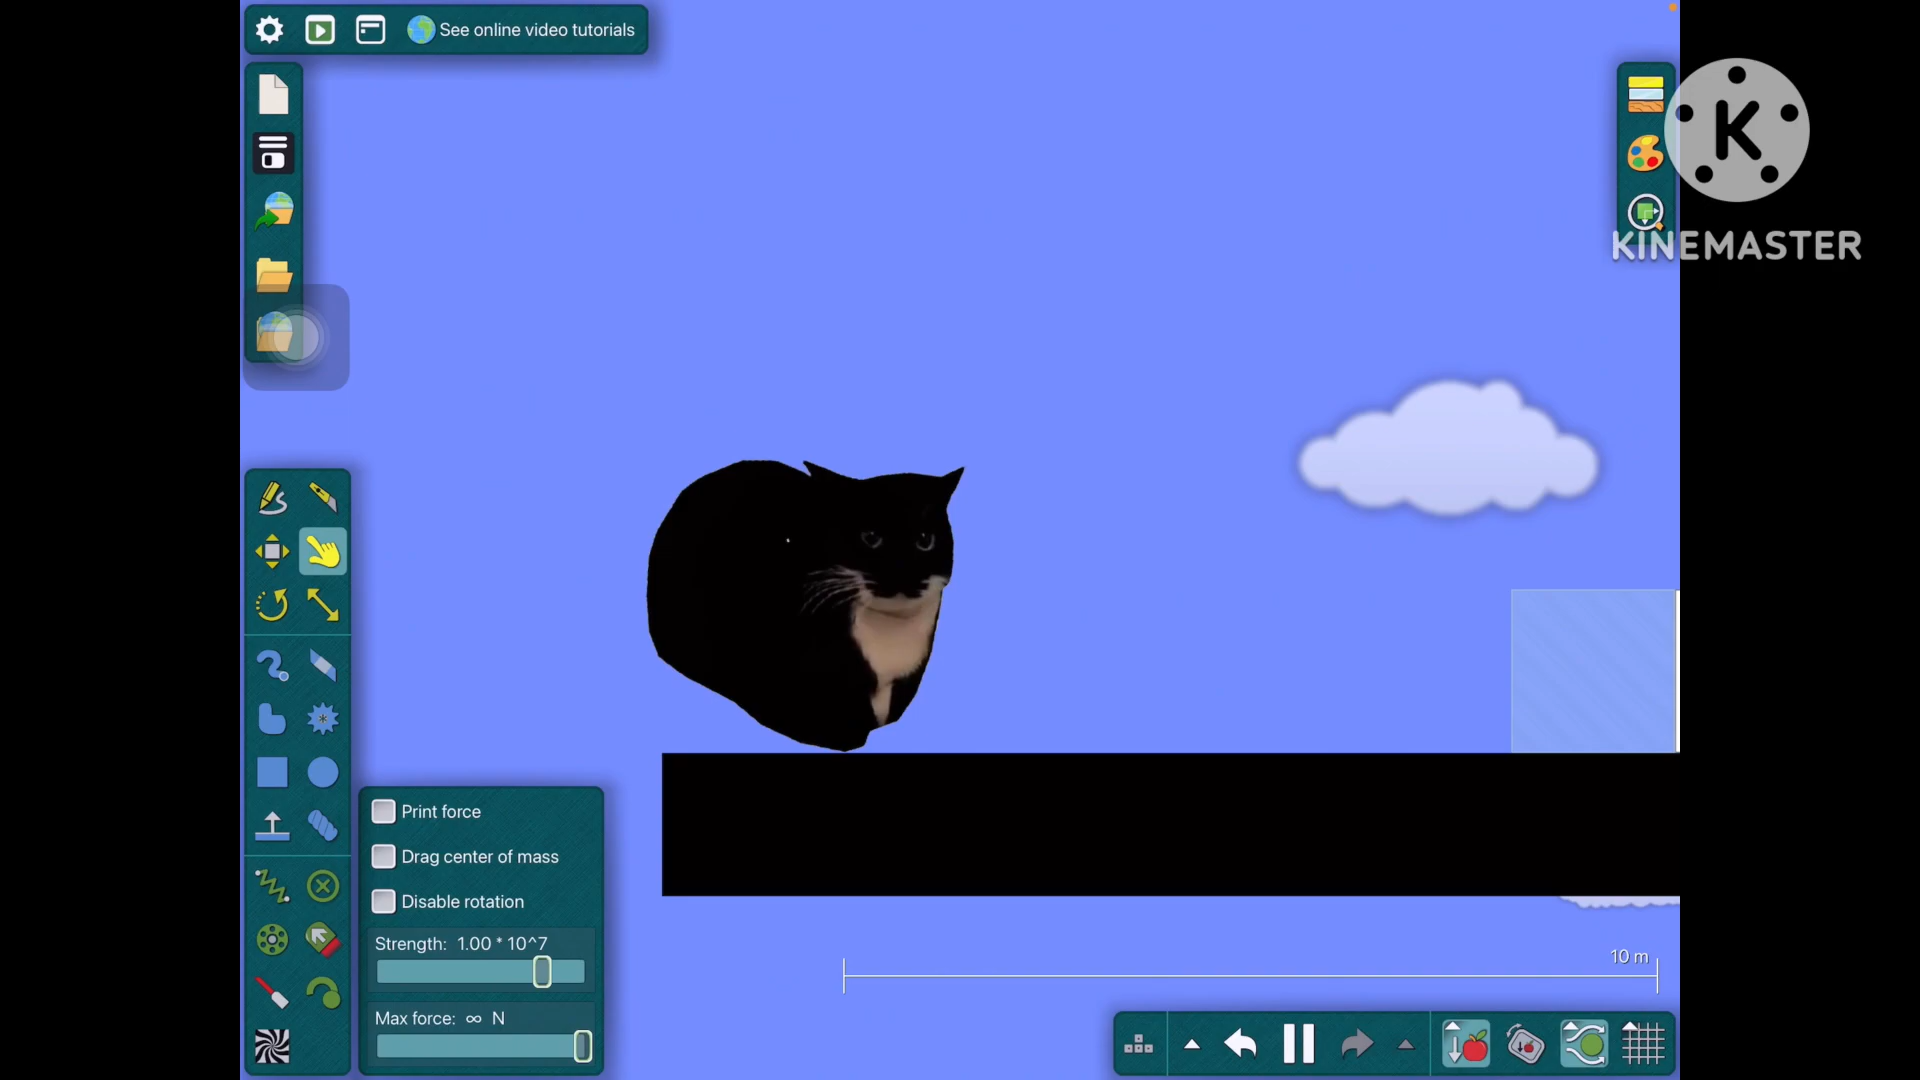 See online video tutorials
K
KINEMASTER
Print force
Drag center of mass
Disable rotation
Strength: 1.00 * 10^7
Max force: ∞ N
10 m